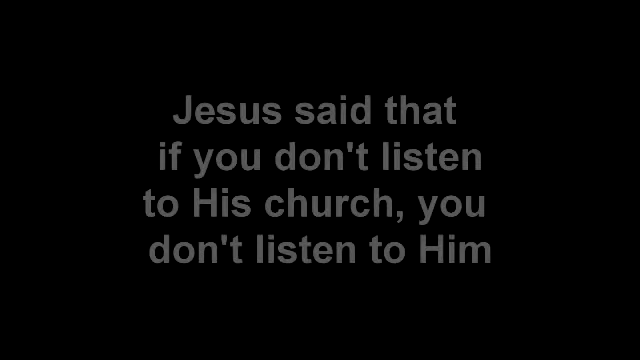 Jesus said that
if you don't listen
to His church, you
don't listen to Him